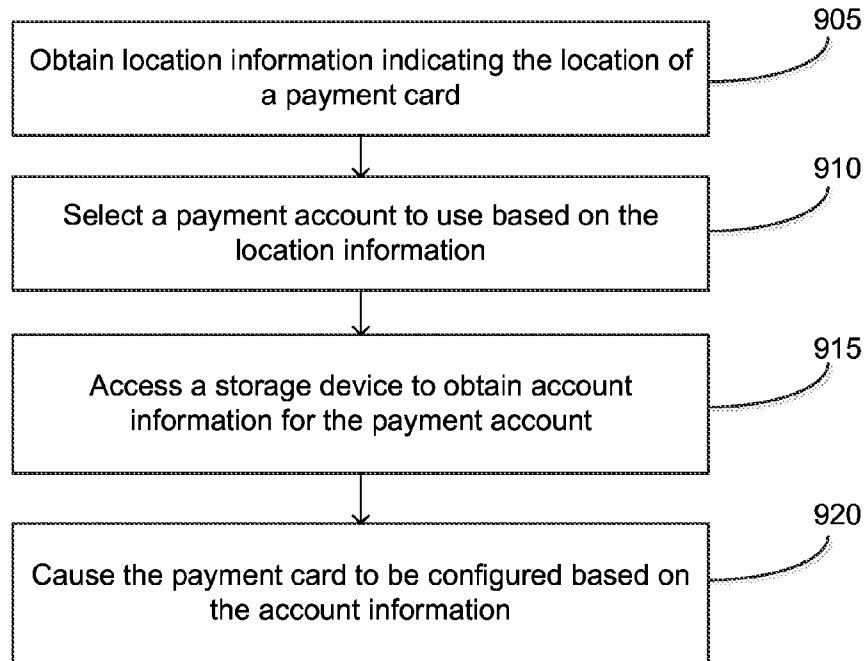 905
Obtain location information indicating the location of
a payment card
910
Select a payment account to use based on the
location information
915
Access a storage device to obtain account
information for the payment account
920
Cause the payment card to be configured based on
the account information